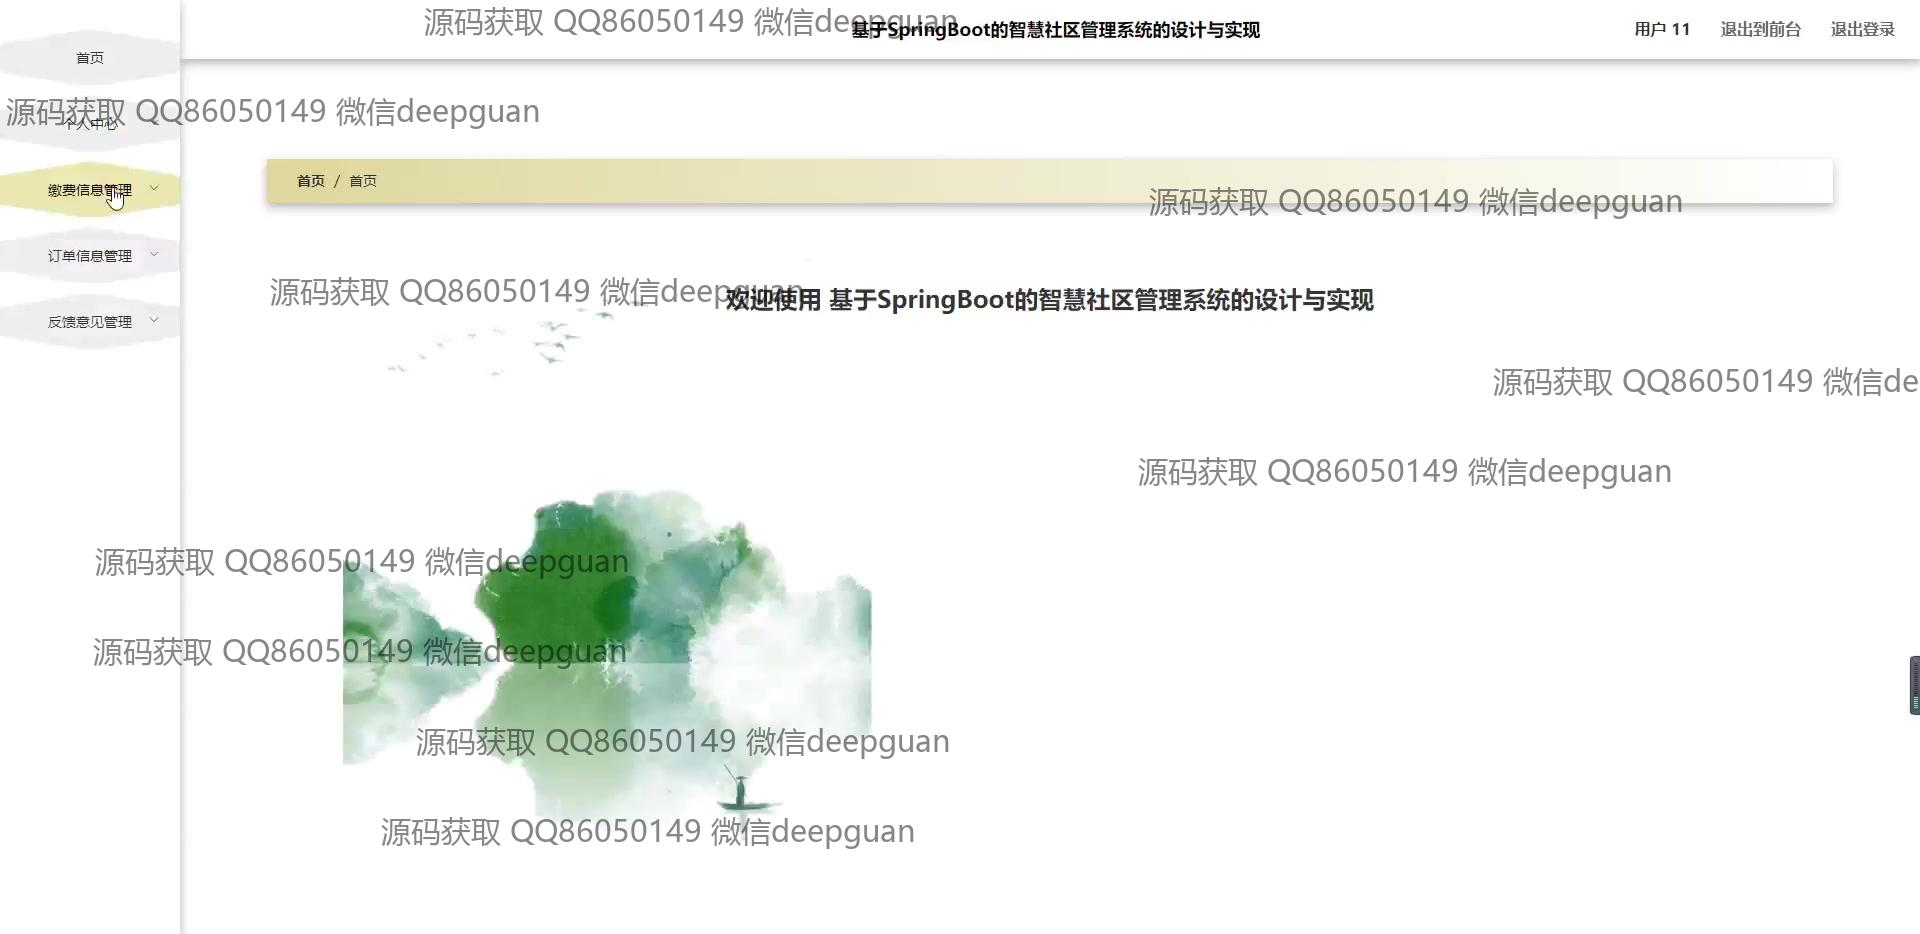 源码获取 QQ86050149 微信deepguan
基于SpringBoot的智慧社区管理系统的设计与实现
用户 11
退出到前台
退出登录
首页
源码获取 QQ86050149 微信deepguan
个人中心
首页 / 首页
缴费信息管理
源码获取 QQ86050149 微信deepguan
订单信息管理
源码获取 QQ86050149 微信deepguan
欢迎使用 基于SpringBoot的智慧社区管理系统的设计与实现
反馈意见管理
源码获取 QQ86050149 微信de
源码获取 QQ86050149 微信deepguan
源码获取 QQ86050149 微信deepguan
源码获取 QQ86050149 微信deepguan
源码获取 QQ86050149 微信deepguan
源码获取 QQ86050149 微信deepguan